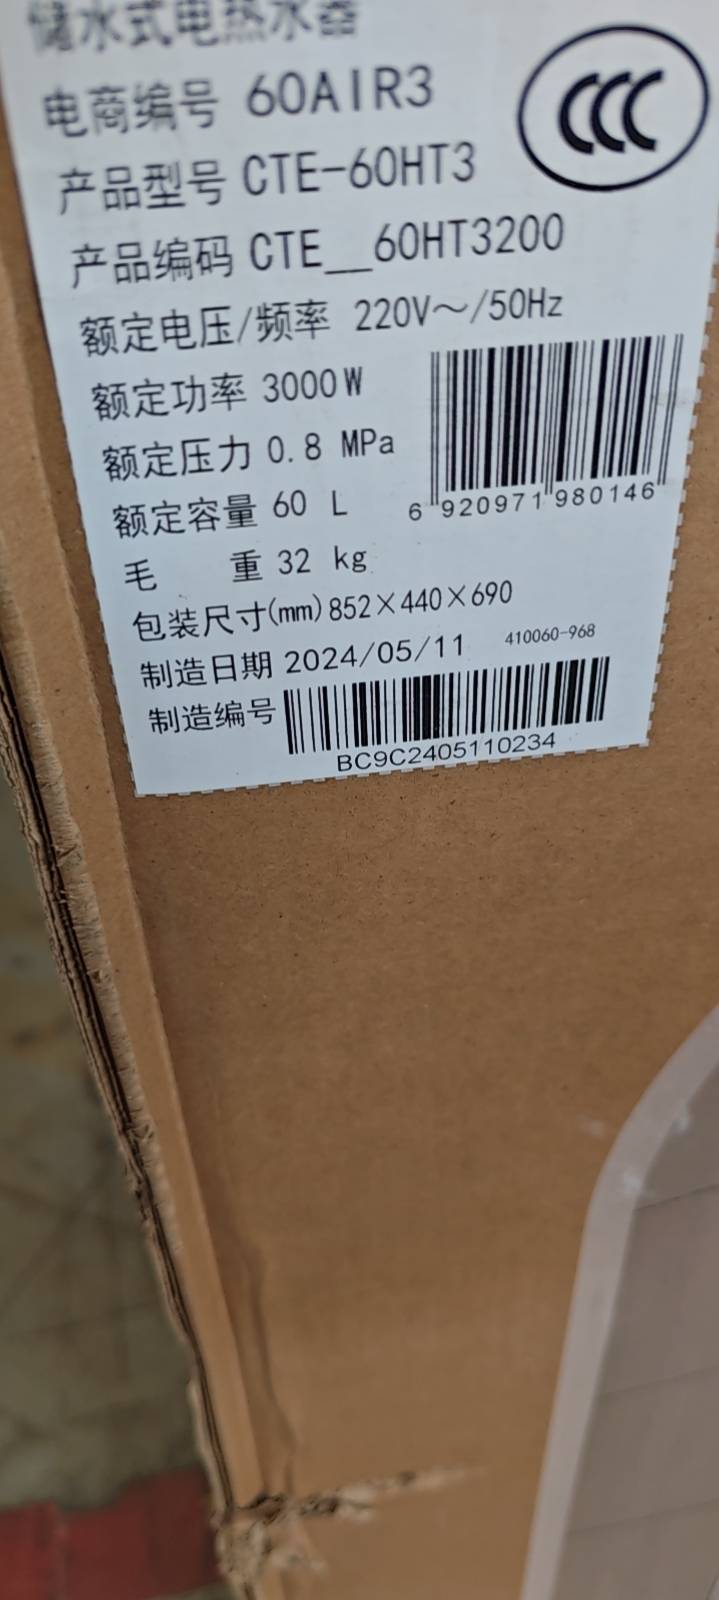 储水式电热水器
电商编号 60AIR3
CCC
产品型号 CTE-60HT3
产品编码 CTE__60HT3200
额定电压/频率 220V～/50Hz
额定功率 3000W
额定压力 0.8 MPa
额定容量 60 L
6 920971 980146
毛 重 32 kg
包装尺寸(mm) 852×440×690
制造日期 2024/05/11 410060-968
制造编号
BC9C2405110234